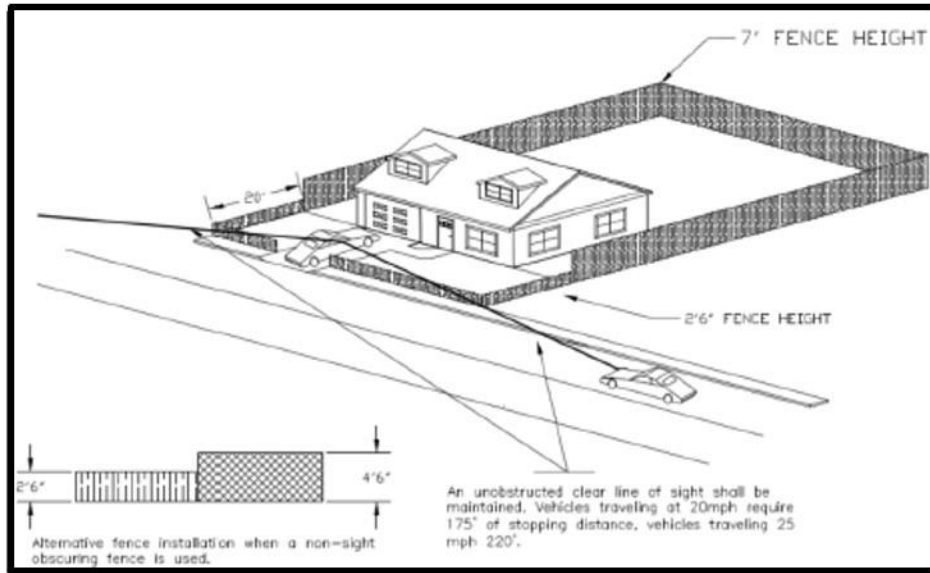 7' FENCE HEIGHT
20'
2'6" FENCE HEIGHT
2'6"
4'6"
Alternative fence installation when a non-sight
obscuring fence is used.
An unobstructed clear line of sight shall be
maintained. Vehicles traveling at 20mph require
175' of stopping distance, vehicles traveling 25
mph 220'.